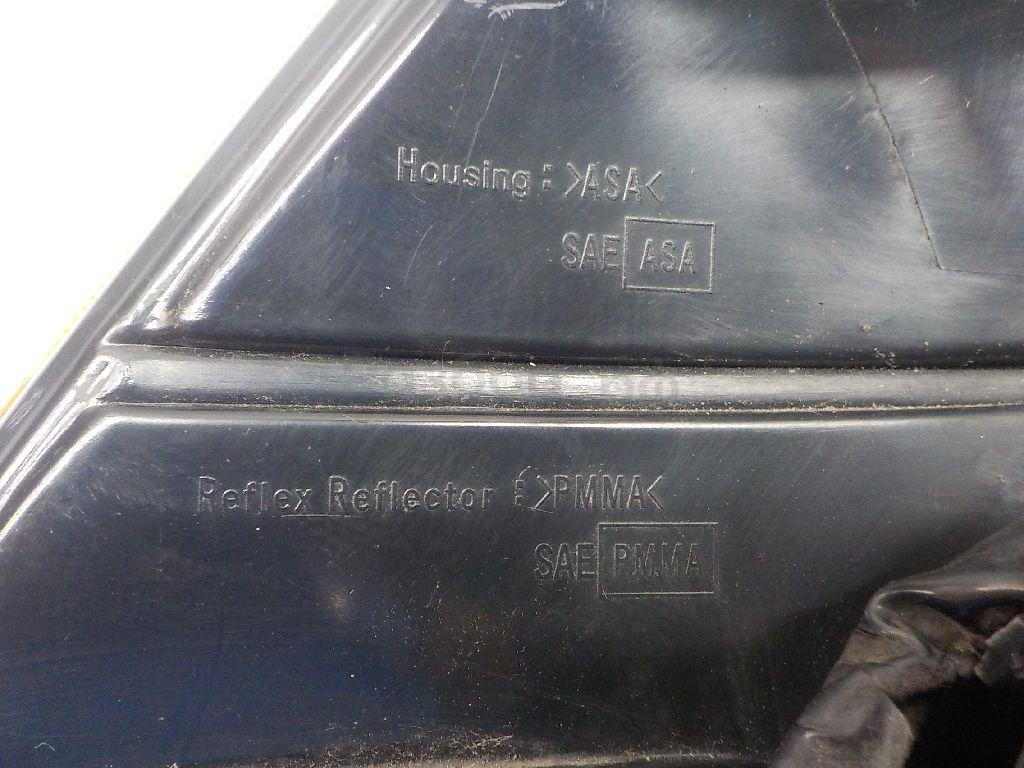 Housing : >ASA<
SAE ASA
Reflex Reflector : >PMMA<
SAE PMMA